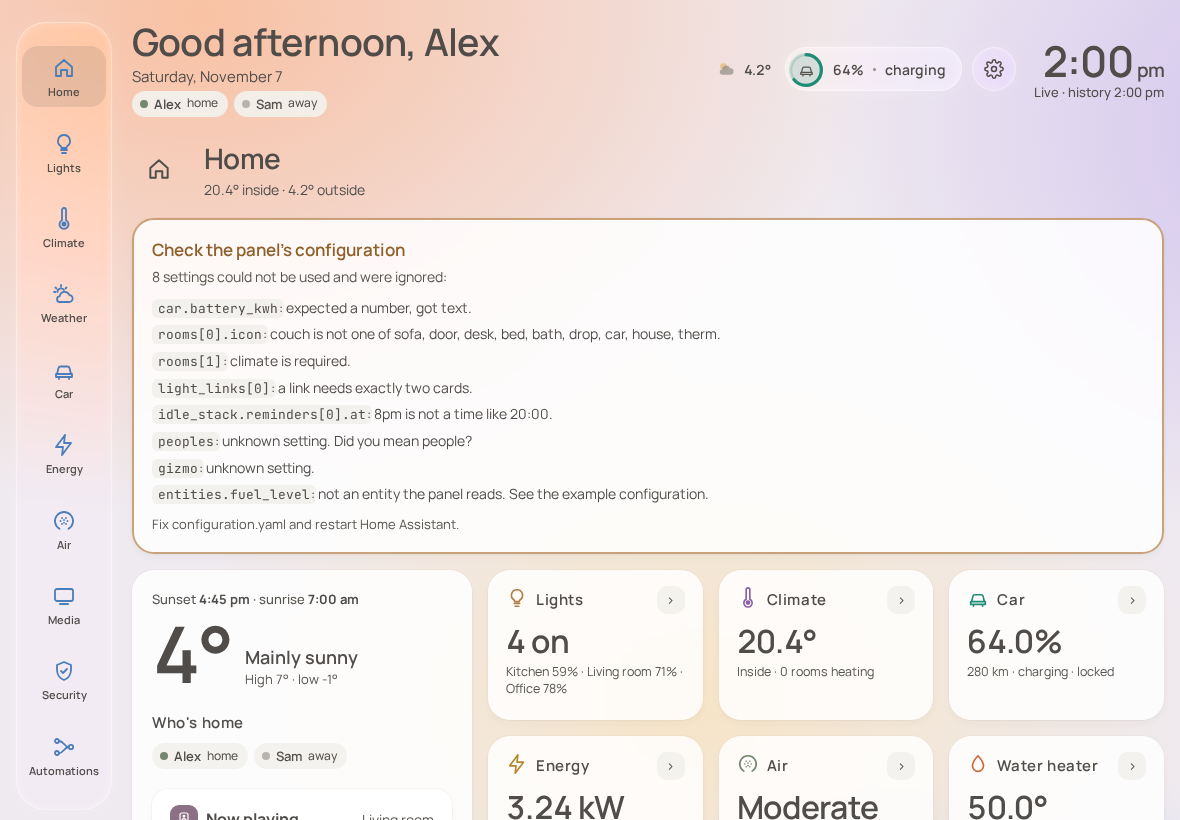 Good afternoon, Alex
Saturday, November 7
Alex home
Sam away
4.2°
64% · charging
2:00 pm
Live · history 2:00 pm
Home
Lights
Climate
Weather
Car
Energy
Air
Media
Security
Automations
Home
20.4° inside · 4.2° outside
Check the panel's configuration
8 settings could not be used and were ignored:
car.battery_kwh: expected a number, got text.
rooms[0].icon: couch is not one of sofa, door, desk, bed, bath, drop, car, house, therm.
rooms[1]: climate is required.
light_links[0]: a link needs exactly two cards.
idle_stack.reminders[0].at: 8pm is not a time like 20:00.
peoples: unknown setting. Did you mean people?
gizmo: unknown setting.
entities.fuel_level: not an entity the panel reads. See the example configuration.
Fix configuration.yaml and restart Home Assistant.
Sunset 4:45 pm · sunrise 7:00 am
4°
Mainly sunny
High 7° · low -1°
Who's home
Alex home
Sam away
Now playing
Living room
Lights
4 on
Kitchen 59% · Living room 71% ·
Office 78%
Climate
20.4°
Inside · 0 rooms heating
Car
64.0%
280 km · charging · locked
Energy
3.24 kW
Air
Moderate
Water heater
50.0°